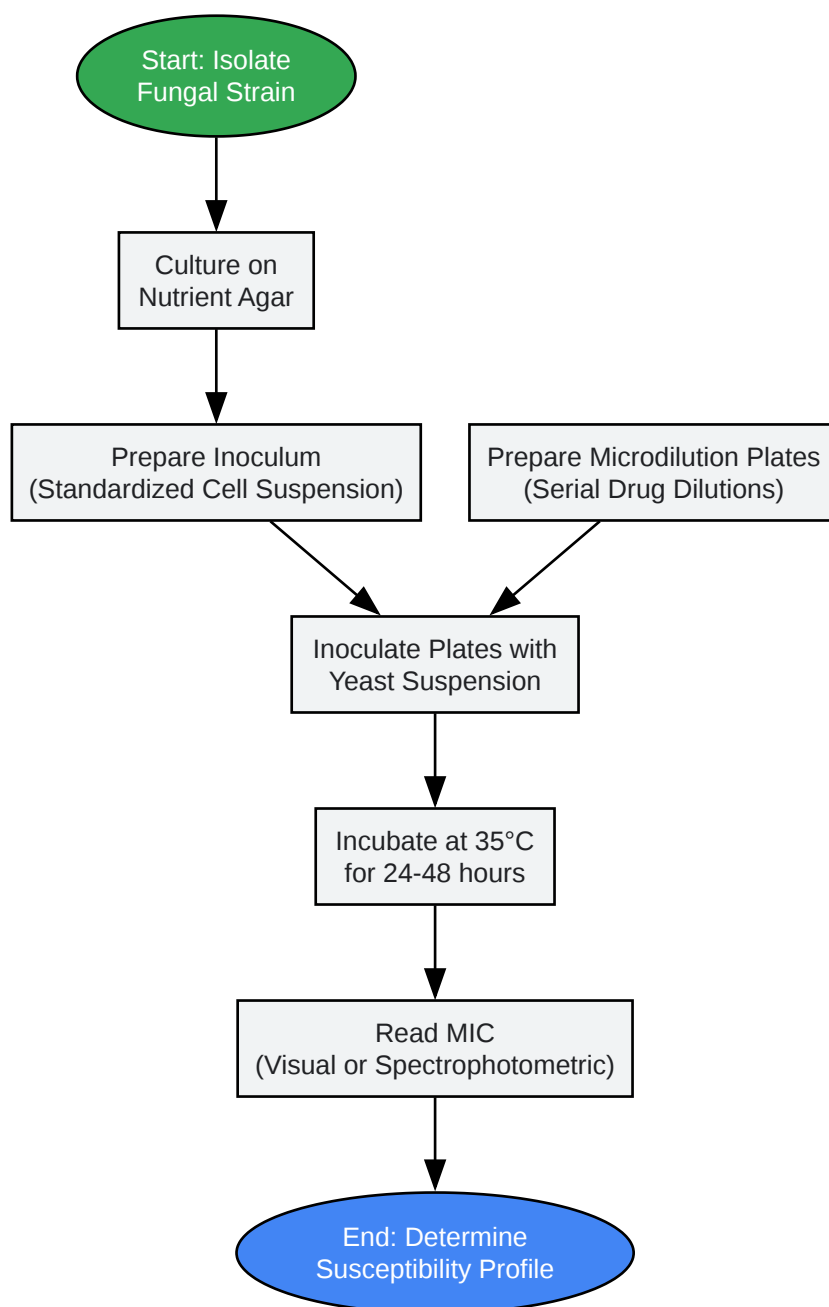 Start: Isolate
Fungal Strain
Culture on
Nutrient Agar
Prepare Inoculum
(Standardized Cell Suspension)
Prepare Microdilution Plates
(Serial Drug Dilutions)
Inoculate Plates with
Yeast Suspension
Incubate at 35°C
for 24-48 hours
Read MIC
(Visual or Spectrophotometric)
End: Determine
Susceptibility Profile